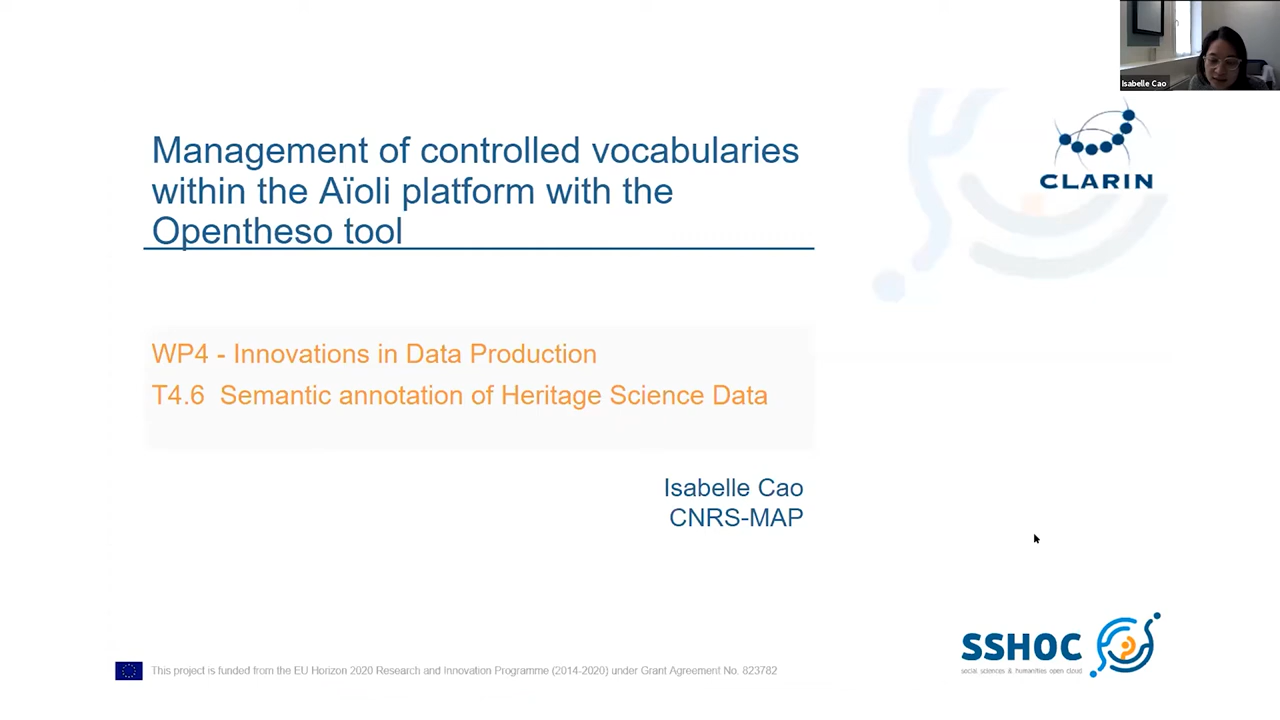 Isabelle Cao
CLARIN
Management of controlled vocabularies
within the Aïoli platform with the
Opentheso tool
WP4 - Innovations in Data Production
T4.6 Semantic annotation of Heritage Science Data
Isabelle Cao
CNRS-MAP
SSHOC
social sciences & humanities open cloud
This project is funded from the EU Horizon 2020 Research and Innovation Programme (2014-2020) under Grant Agreement No. 823782